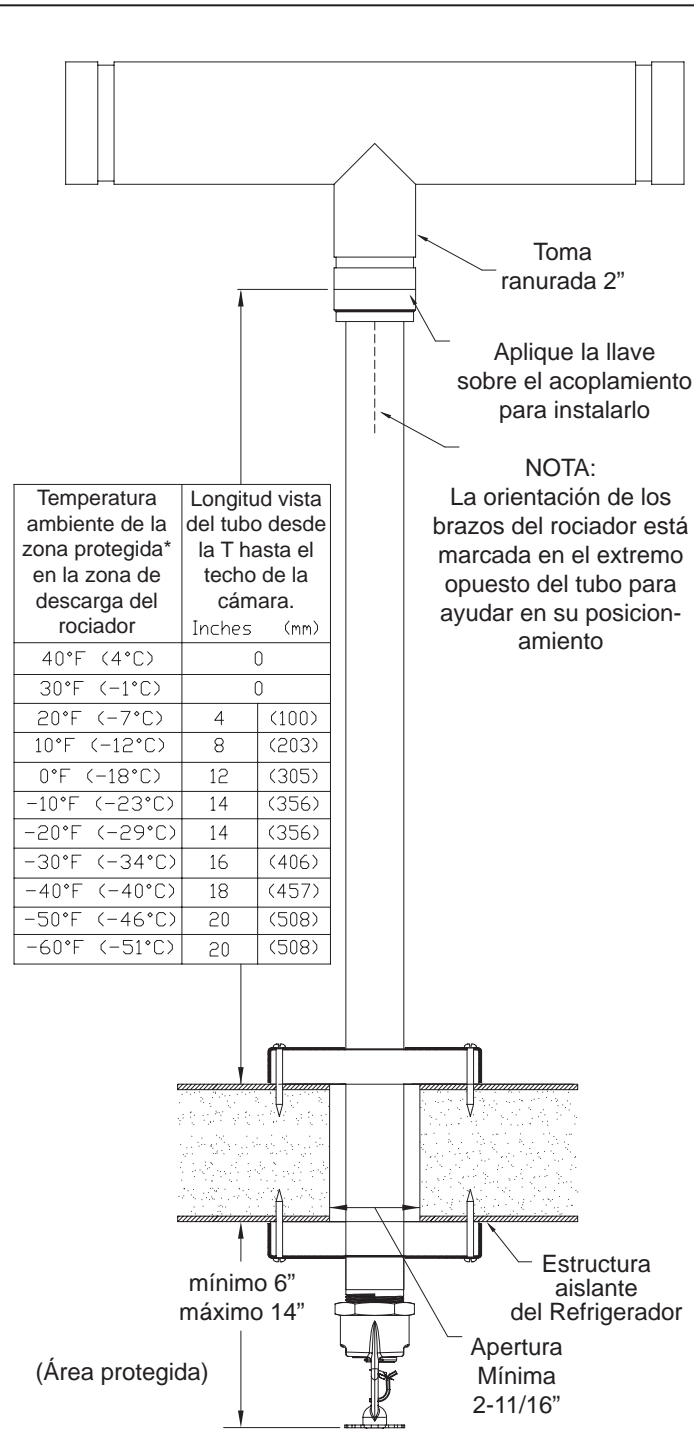 Toma
ranurada 2”
Aplique la llave
sobre el acoplamiento
para instalarlo
NOTA:
La orientación de los
brazos del rociador está
marcada en el extremo
opuesto del tubo para
ayudar en su posicion-
amiento
Temperatura
ambiente de la
zona protegida*
en la zona de
descarga del
rociador
Longitud vista
del tubo desde
la T hasta el
techo de la
cámara.
Inches (mm)
40°F (4°C) 0
30°F (-1°C) 0
20°F (-7°C) 4 (100)
10°F (-12°C) 8 (203)
0°F (-18°C) 12 (305)
-10°F (-23°C) 14 (356)
-20°F (-29°C) 14 (356)
-30°F (-34°C) 16 (406)
-40°F (-40°C) 18 (457)
-50°F (-46°C) 20 (508)
-60°F (-51°C) 20 (508)
mínimo 6”
máximo 14”
(Área protegida)
Estructura
aislante
del Refrigerador
Apertura
Mínima
2-11/16”